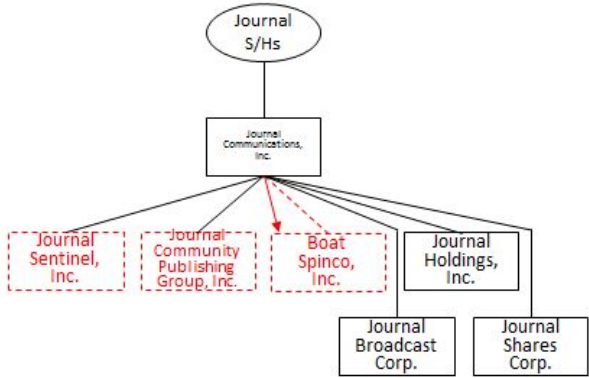 Journal
S/Hs
Journal
Communications,
Inc.
Journal
Sentinel,
Inc.
Journal
Community
Publishing
Group, Inc.
Boat
Spinco,
Inc.
Journal
Holdings,
Inc.
Journal
Broadcast
Corp.
Journal
Shares
Corp.